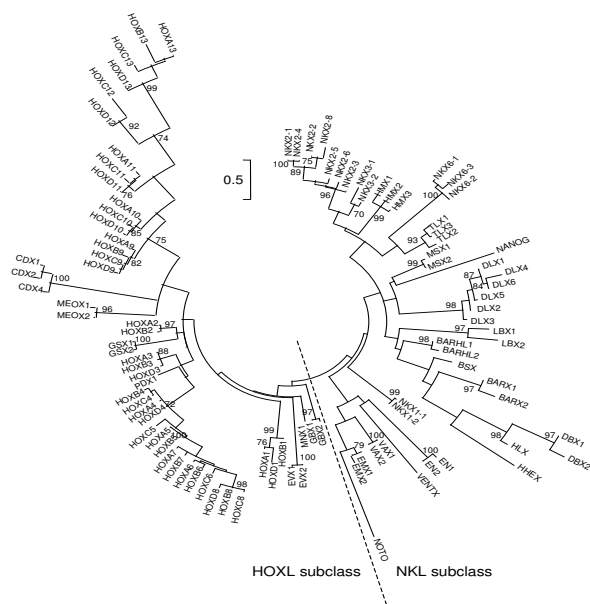 HOXB13
HOXA13
HOXC13
HOXD13
99
HOXC12
HOXD12
92
74
HOXA11
HOXC11
HOXD11
76
HOXA10
HOXC10
HOXD10
85
HOXA9
HOXB9
HOXC9
HOXD9
82
75
CDX1
CDX2
CDX4
100
MEOX1
MEOX2
96
HOXA2
HOXB2
97
GSX1
GSX2
100
HOXA3
HOXB3
HOXD3
88
PDX1
HOXB4
HOXC4
HOXA4
HOXD4
72
HOXC5
HOXA5
HOXB5
HOXA7
HOXB7
HOXA6
HOXB6
HOXC6
HOXD8
HOXB8
HOXC8
98
99
76
HOXA1
HOXD1
HOXB1
EVX1
EVX2
100
MNX1
GBX1
GBX2
97
0.5
NKX2-1
NKX2-4
NKX2-2
NKX2-8
100
75
89
NKX2-5
NKX2-6
NKX2-3
96
NKX3-1
NKX3-2
70
HMX1
HMX2
HMX3
99
NKX6-1
NKX6-3
NKX6-2
100
TLX1
TLX3
TLX2
93
MSX1
MSX2
99
NANOG
DLX1
DLX4
DLX6
DLX5
DLX2
DLX3
87
84
98
LBX1
LBX2
97
BARHL1
BARHL2
98
BSX
BARX1
BARX2
97
DBX1
DBX2
97
HLX
98
HHEX
NKX1-1
NKX1-2
99
EN1
EN2
100
VENTX
VAX1
VAX2
100
EMX1
EMX2
79
NOTO
HOXL subclass
NKL subclass